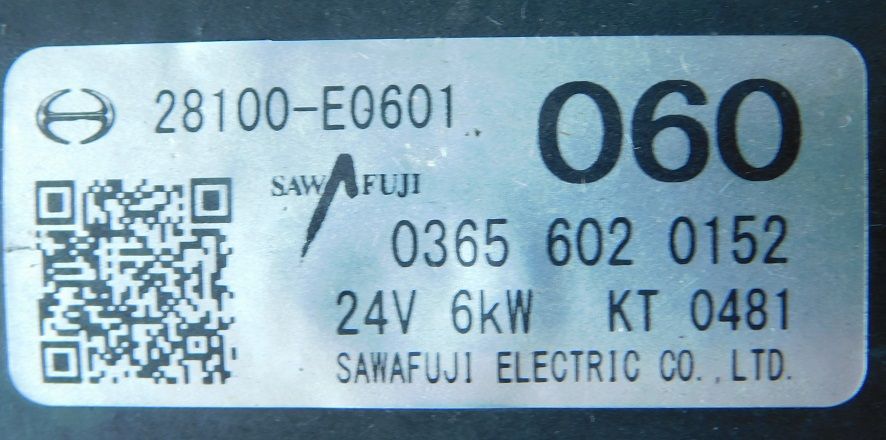 28100-E0601
060
SAWAFUJI
0365 602 0152
24V 6kW KT 0481
SAWAFUJI ELECTRIC CO.,LTD.